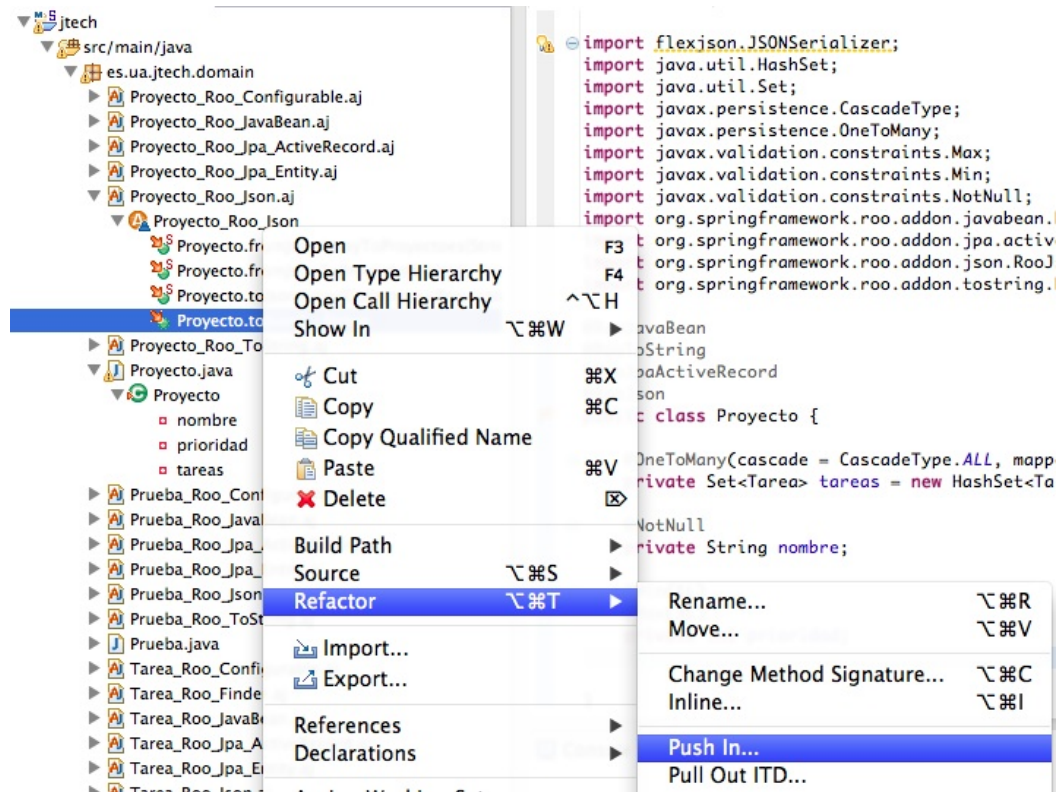 jtech
src/main/java
es.ua.jtech.domain
Proyecto_Roo_Configurable.aj
Proyecto_Roo_JavaBean.aj
Proyecto_Roo_Jpa_ActiveRecord.aj
Proyecto_Roo_Jpa_Entity.aj
Proyecto_Roo_Json.aj
Proyecto_Roo_Json
Proyecto.fr
Proyecto.fr
Proyecto.to
Proyecto.to
Proyecto_Roo_To
Proyecto.java
Proyecto
nombre
prioridad
tareas
Prueba_Roo_Conf
Prueba_Roo_Java
Prueba_Roo_Jpa_
Prueba_Roo_Jpa_
Prueba_Roo_Json
Prueba_Roo_ToSt
Prueba.java
Tarea_Roo_Config
Tarea_Roo_Finde
Tarea_Roo_JavaBe
Tarea_Roo_Jpa_A
Tarea_Roo_Jpa_E
Open F3
Open Type Hierarchy F4
Open Call Hierarchy ^⌥H
Show In ⌥⌘W
Cut ⌘X
Copy ⌘C
Copy Qualified Name
Paste ⌘V
Delete ⌦
Build Path
Source ⌥⌘S
Refactor ⌥⌘T
Import...
Export...
References
Declarations
Rename... ⌥⌘R
Move... ⌥⌘V
Change Method Signature... ⌥⌘C
Inline... ⌥⌘I
Push In...
Pull Out ITD...
import flexjson.JSONSerializer;
import java.util.HashSet;
import java.util.Set;
import javax.persistence.CascadeType;
import javax.persistence.OneToMany;
import javax.validation.constraints.Max;
import javax.validation.constraints.Min;
import javax.validation.constraints.NotNull;
import org.springframework.roo.addon.javabean.
t org.springframework.roo.addon.jpa.activ
t org.springframework.roo.addon.json.RooJ
t org.springframework.roo.addon.tostring.
avaBean
oString
paActiveRecord
son
c class Proyecto {
OneToMany(cascade = CascadeType.ALL, mapp
rivate Set<Tarea> tareas = new HashSet<Ta
NotNull
rivate String nombre;